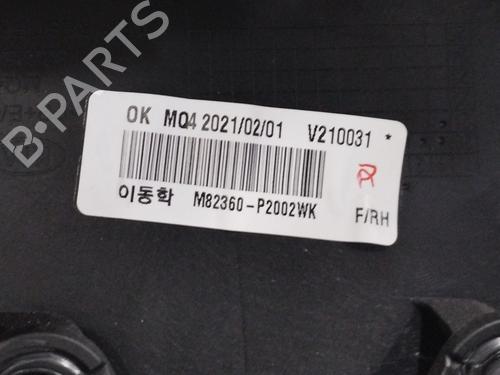 OK MQ4 2021/02/01 V210031 *
이동학 M82360-P2002WK F/RH
R
B-PARTS